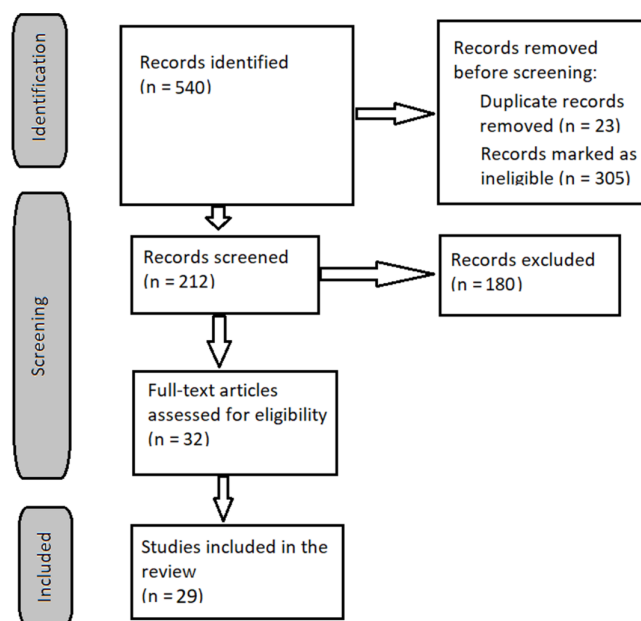 Identification
Records identified
(n = 540)
Records removed
before screening:
Duplicate records
removed (n = 23)
Records marked as
ineligible (n = 305)
Screening
Records screened
(n = 212)
Records excluded
(n = 180)
Full-text articles
assessed for eligibility
(n = 32)
Included
Studies included in the
review
(n = 29)